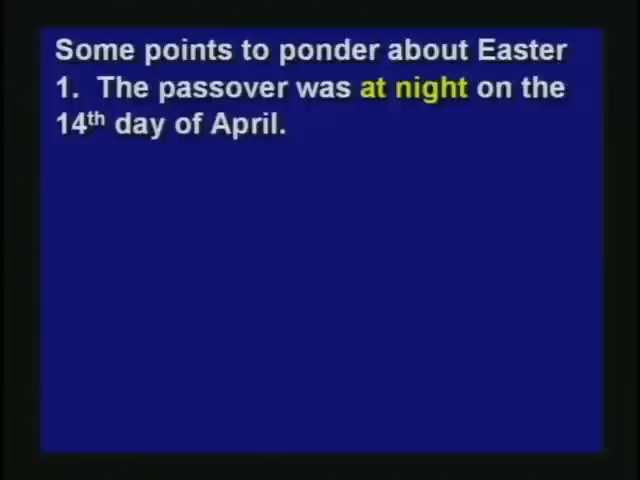 Some points to ponder about Easter
1. The passover was at night on the
14th day of April.